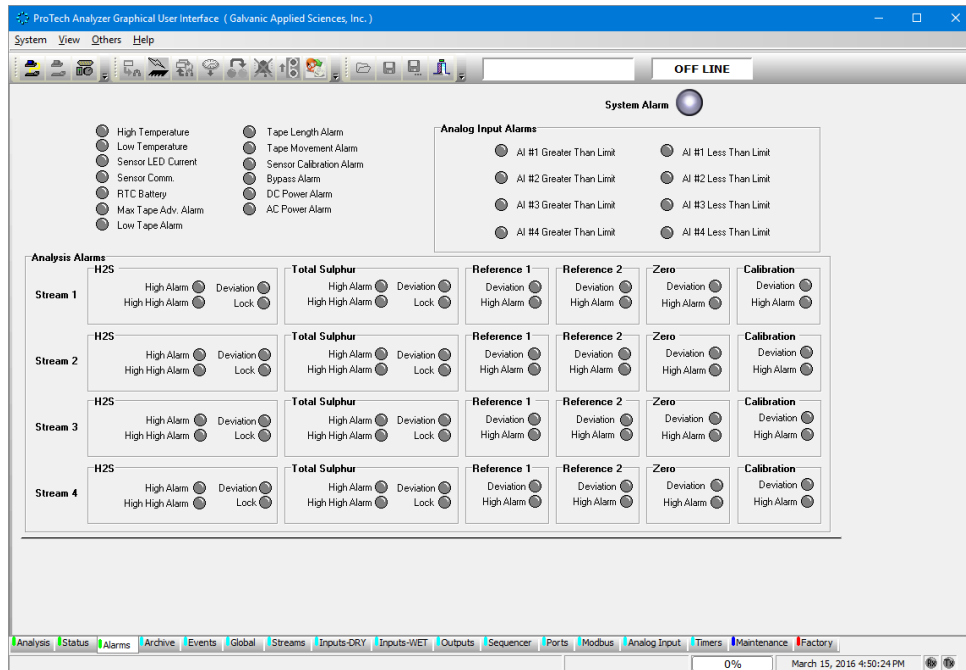 ProTech Analyzer Graphical User Interface ( Galvanic Applied Sciences, Inc. )
System View Others Help
OFF LINE
System Alarm
High Temperature
Low Temperature
Sensor LED Current
Sensor Comm.
RTC Battery
Max Tape Adv. Alarm
Low Tape Alarm
Tape Length Alarm
Tape Movement Alarm
Sensor Calibration Alarm
Bypass Alarm
DC Power Alarm
AC Power Alarm
Analog Input Alarms
AI #1 Greater Than Limit AI #1 Less Than Limit
AI #2 Greater Than Limit AI #2 Less Than Limit
AI #3 Greater Than Limit AI #3 Less Than Limit
AI #4 Greater Than Limit AI #4 Less Than Limit
Analysis Alarms
H2S Total Sulphur Reference 1 Reference 2 Zero Calibration
Stream 1
High Alarm Deviation High Alarm Deviation Deviation Deviation Deviation Deviation
High High Alarm Lock High High Alarm Lock High Alarm High Alarm High Alarm High Alarm
H2S Total Sulphur Reference 1 Reference 2 Zero Calibration
Stream 2
High Alarm Deviation High Alarm Deviation Deviation Deviation Deviation Deviation
High High Alarm Lock High High Alarm Lock High Alarm High Alarm High Alarm High Alarm
H2S Total Sulphur Reference 1 Reference 2 Zero Calibration
Stream 3
High Alarm Deviation High Alarm Deviation Deviation Deviation Deviation Deviation
High High Alarm Lock High High Alarm Lock High Alarm High Alarm High Alarm High Alarm
H2S Total Sulphur Reference 1 Reference 2 Zero Calibration
Stream 4
High Alarm Deviation High Alarm Deviation Deviation Deviation Deviation Deviation
High High Alarm Lock High High Alarm Lock High Alarm High Alarm High Alarm High Alarm
Analysis Status Alarms Archive Events Global Streams Inputs-DRY Inputs-WET Outputs Sequencer Ports Modbus Analog Input Timers Maintenance Factory
0% March 15, 2016 4:50:24 PM Rx Tx